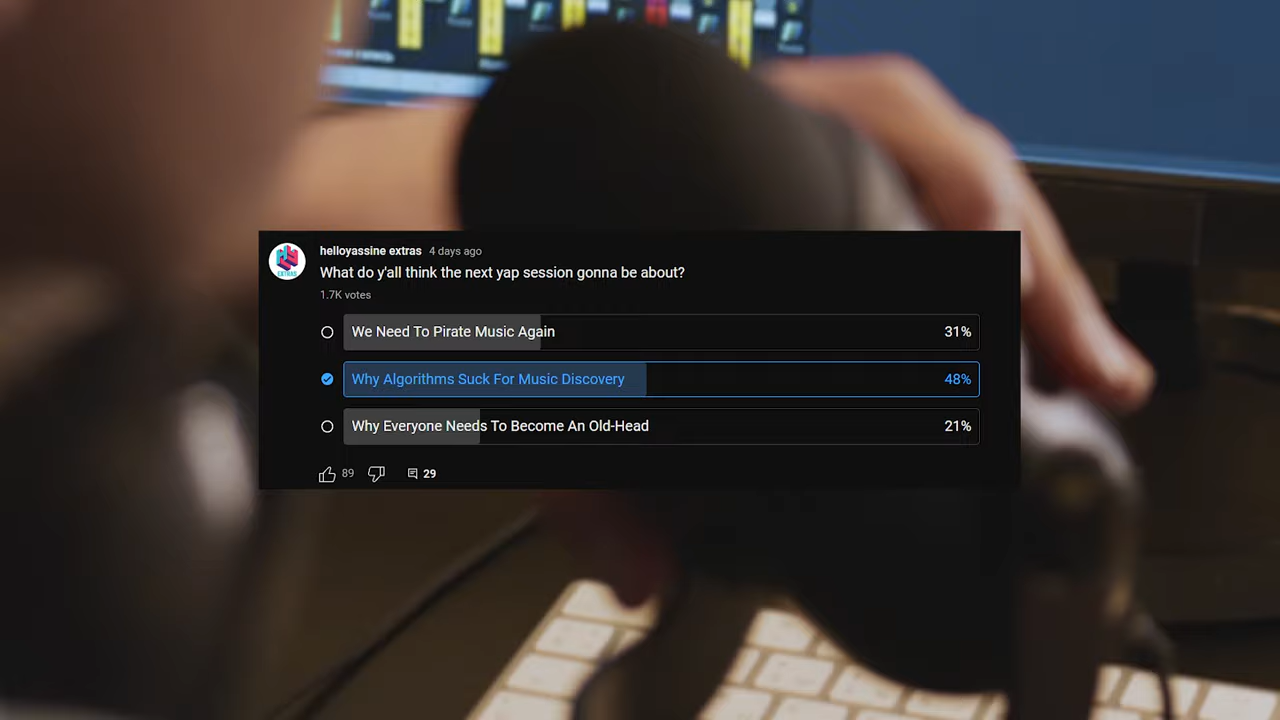 helloyassine extras 4 days ago
What do y'all think the next yap session gonna be about?
1.7K votes
We Need To Pirate Music Again 31%
Why Algorithms Suck For Music Discovery 48%
Why Everyone Needs To Become An Old-Head 21%
89 29
EXTRAS